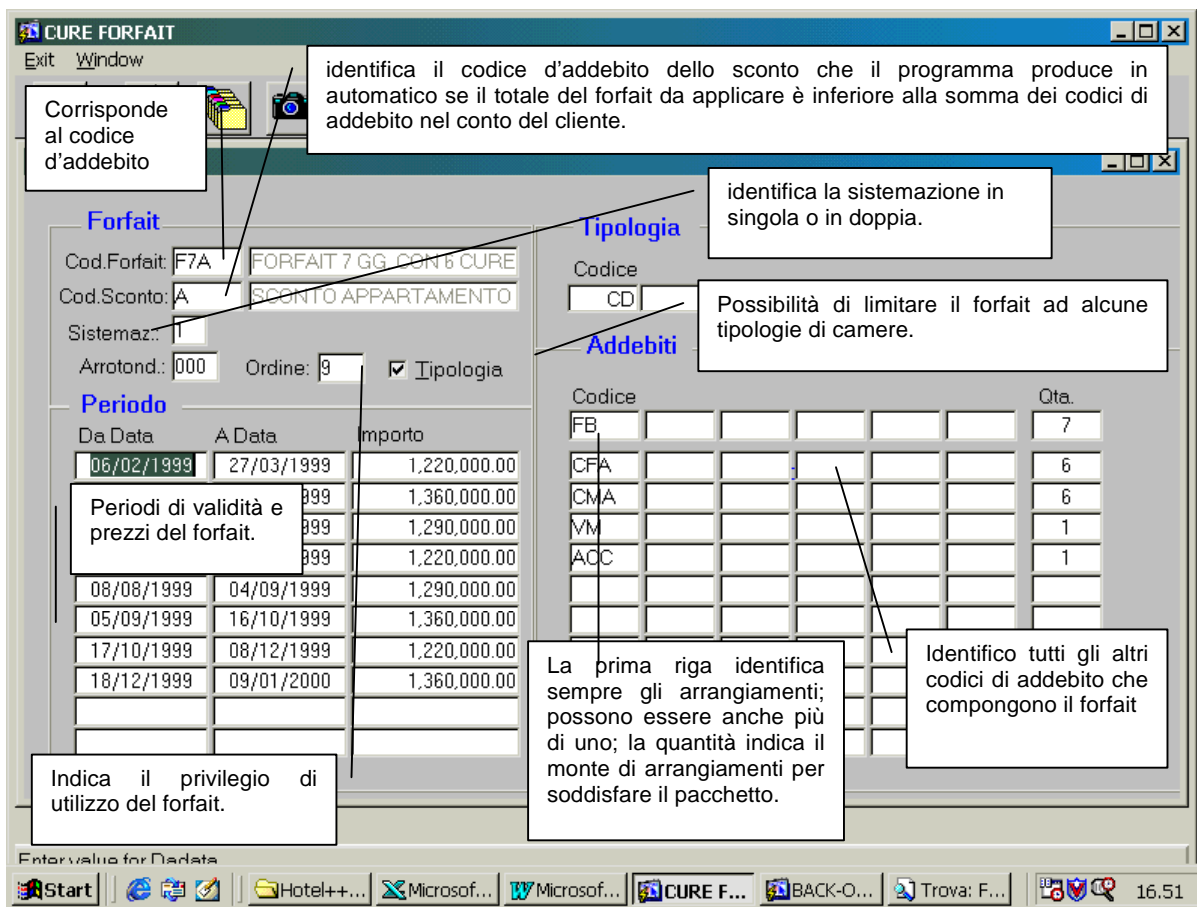 CURE FORFAIT
Exit Window
identifica il codice d'addebito dello sconto che il programma produce in
automatico se il totale del forfait da applicare è inferiore alla somma dei codici di
addebito nel conto del cliente.
Corrisponde
al codice
d'addebito
identifica la sistemazione in
singola o in doppia.
Forfait
Cod.Forfait: F7A FORFAIT 7 GG. CON 6 CURE
Cod.Sconto: A SCONTO APPARTAMENTO
Sistemaz.: 1
Arrotond.: 000 Ordine: 9 Tipologia
Tipologia
Codice
CD
Possibilità di limitare il forfait ad alcune
tipologie di camere.
Periodo
Da Data A Data Importo
06/02/1999 27/03/1999 1,220,000.00
999 1,360,000.00
999 1,290,000.00
999 1,220,000.00
08/08/1999 04/09/1999 1,290,000.00
05/09/1999 16/10/1999 1,360,000.00
17/10/1999 08/12/1999 1,220,000.00
18/12/1999 09/01/2000 1,360,000.00
Periodi di validità e
prezzi del forfait.
Addebiti
Codice Qta.
FB 7
CFA 6
CMA 6
VM 1
ACC 1
Indica il privilegio di
utilizzo del forfait.
La prima riga identifica
sempre gli arrangiamenti;
possono essere anche più
di uno; la quantità indica il
monte di arrangiamenti per
soddisfare il pacchetto.
Identifico tutti gli altri
codici di addebito che
compongono il forfait
Enter value for Dadata
Start Hotel++... Microsof... Microsof... CURE F... BACK-O... Trova: F... 16.51